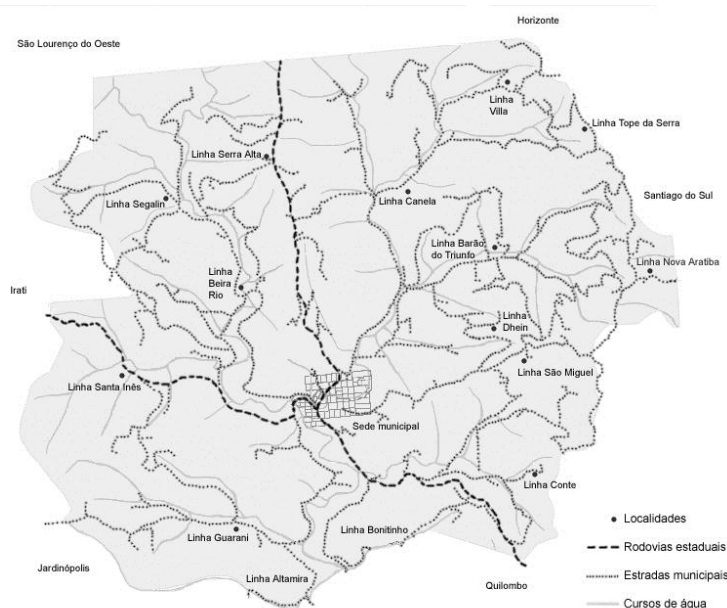 Horizonte
São Lourenço do Oeste
Linha
Villa
Linha Tope da Serra
Linha Serra Alta
Linha Canela
Santiago do Sul
Linha Segalin
Linha Barão
do Triunfo
Linha Nova Aratiba
Linha
Beira
Rio
Irati
Linha
Dhein
Linha São Miguel
Linha Santa Inês
Sede municipal
Linha Conte
Localidades
Linha Bonitinho
Linha Guarani
Rodovias estaduais
Jardinópolis
Linha Altamira
Estradas municipais
Quilombo
Cursos de água